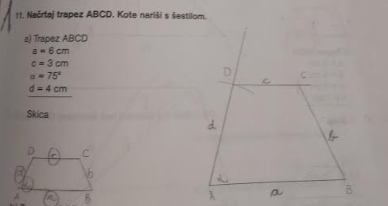 11. Načrtaj trapez ABCD. Kote nariši s šestilom.
a) Trapez ABCD
a = 6 cm
c = 3 cm
α = 75°
d = 4 cm
Skica
D c C
d b
A a B
D c C
d b
α
A a B